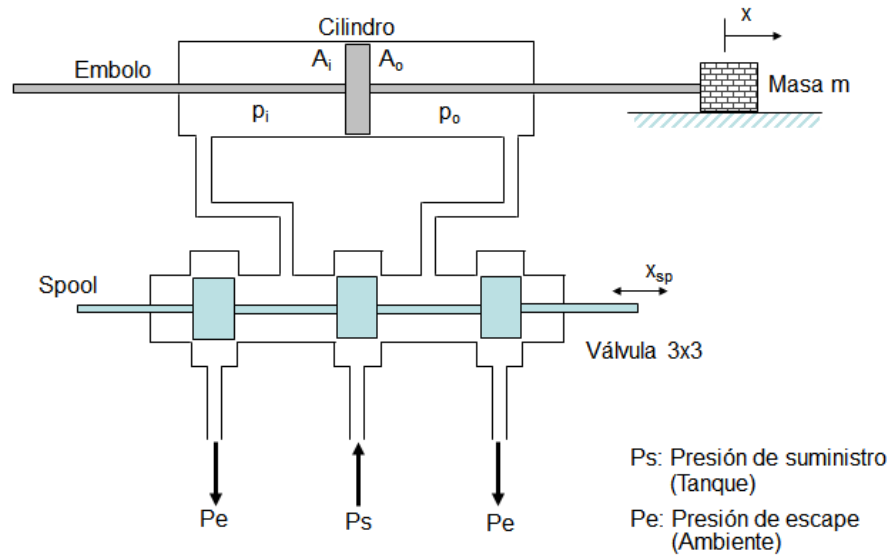 x
Cilindro
Embolo
Ai
Ao
Masa m
pi
po
Spool
xsp
Válvula 3x3
Ps: Presión de suministro
(Tanque)
Pe
Ps
Pe
Pe: Presión de escape
(Ambiente)